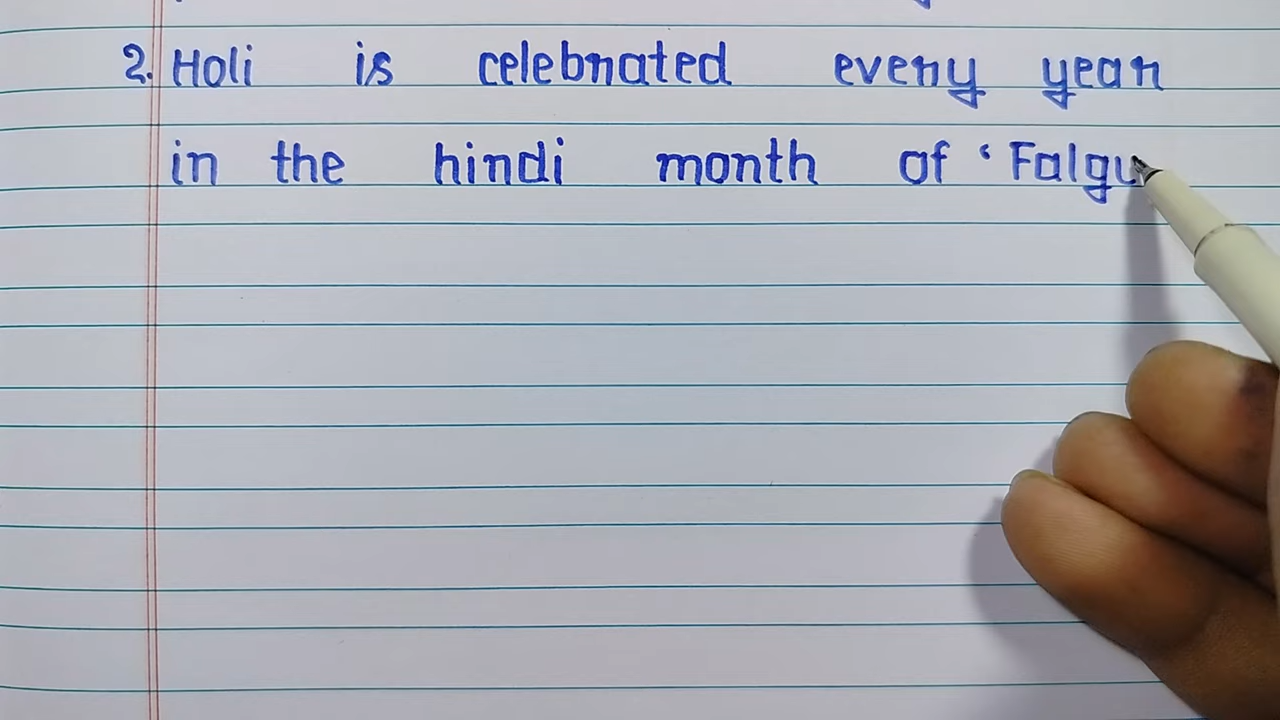 2. Holi is celebrated every year
in the hindi month of ‘Falgu